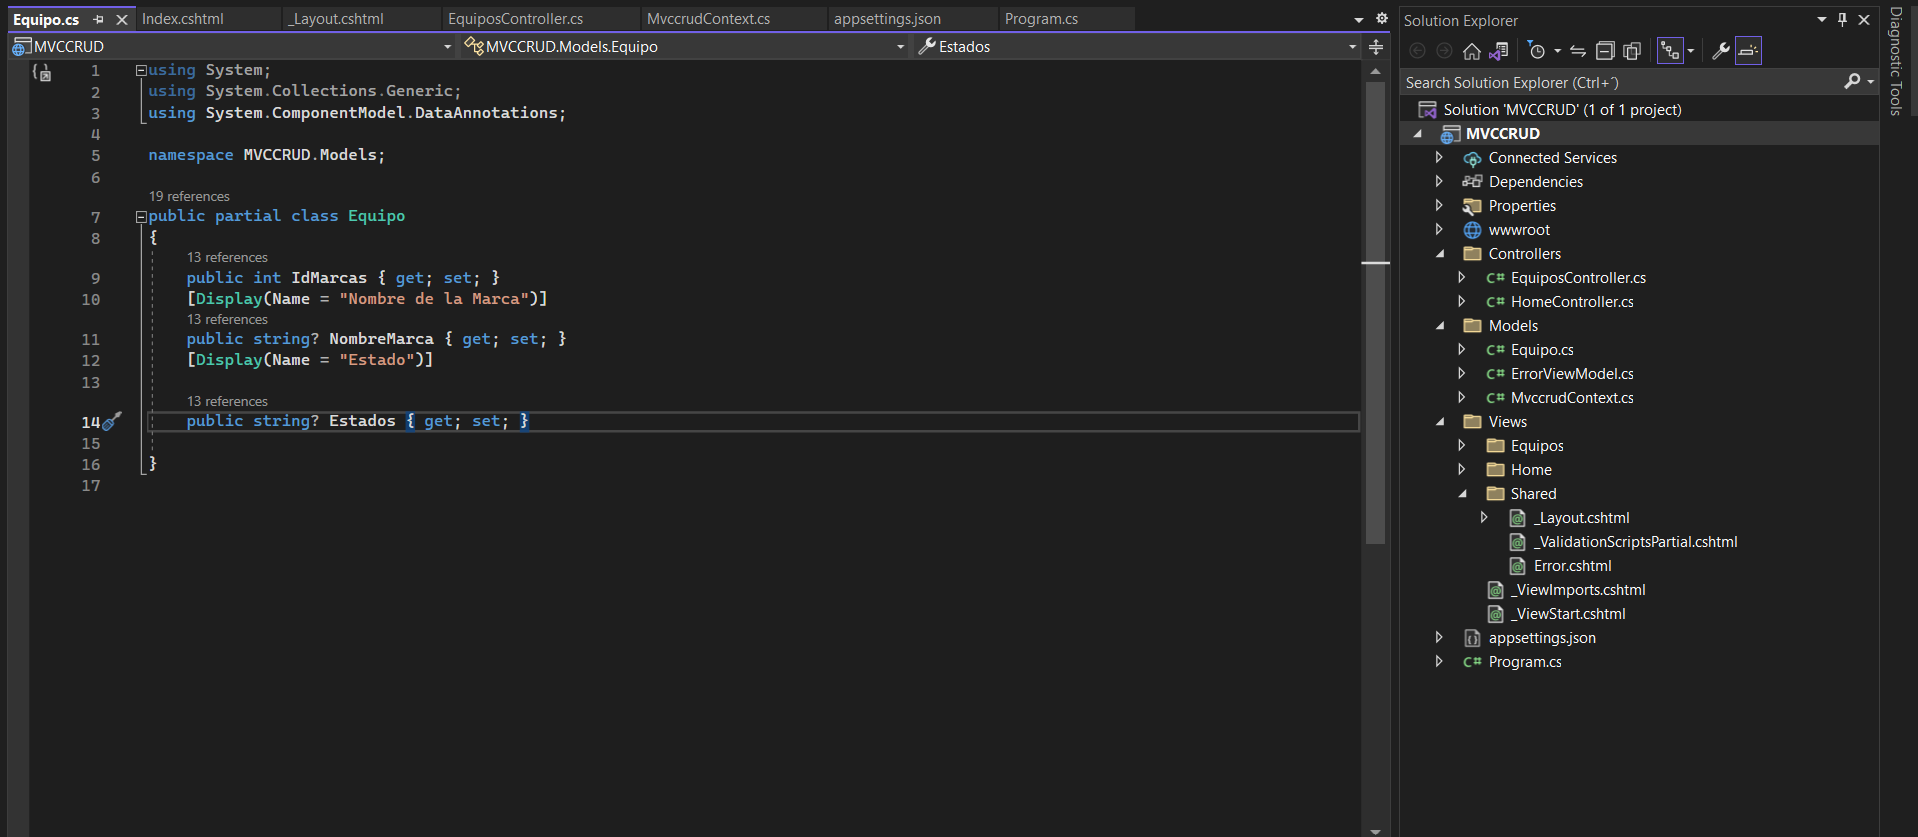 Equipo.cs Index.cshtml _Layout.cshtml EquiposController.cs MvccrudContext.cs appsettings.json Program.cs
MVCCRUD MVCCRUD.Models.Equipo Estados
1 using System;
2 using System.Collections.Generic;
3 using System.ComponentModel.DataAnnotations;
4
5 namespace MVCCRUD.Models;
6
19 references
7 public partial class Equipo
8 {
13 references
9 public int IdMarcas { get; set; }
10 [Display(Name = "Nombre de la Marca")]
13 references
11 public string? NombreMarca { get; set; }
12 [Display(Name = "Estado")]
13
13 references
14 public string? Estados { get; set; }
15
16 }
17
Solution Explorer
Search Solution Explorer (Ctrl+´)
Solution 'MVCCRUD' (1 of 1 project)
MVCCRUD
Connected Services
Dependencies
Properties
wwwroot
Controllers
C# EquiposController.cs
C# HomeController.cs
Models
C# Equipo.cs
C# ErrorViewModel.cs
C# MvccrudContext.cs
Views
Equipos
Home
Shared
_Layout.cshtml
_ValidationScriptsPartial.cshtml
Error.cshtml
_ViewImports.cshtml
_ViewStart.cshtml
appsettings.json
C# Program.cs
Diagnostic Tools